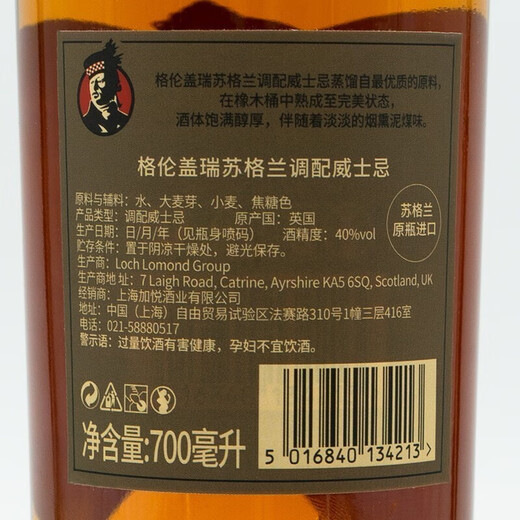 格伦盖瑞苏格兰调配威士忌蒸馏自最优质的原料，
在橡木桶中熟成至完美状态，
酒体饱满醇厚，伴随着淡淡的烟熏泥煤味。
格伦盖瑞苏格兰调配威士忌
原料与辅料：水、大麦芽、小麦、焦糖色
产品类型：调配威士忌 原产国：英国
生产日期：日/月/年（见瓶身喷码） 酒精度：40%vol
贮存条件：置于阴凉干燥处，避光保存。
生产商：Loch Lomond Group
生产商地址：7 Laigh Road, Catrine, Ayrshire KA5 6SQ, Scotland, UK
经销商：上海加悦酒业有限公司
地址：中国（上海）自由贸易试验区法赛路310号1幢三层416室
电话：021-58880517
警示语：过量饮酒有害健康，孕妇不宜饮酒。
苏格兰
原瓶进口
净含量:700毫升
5 016840 134213